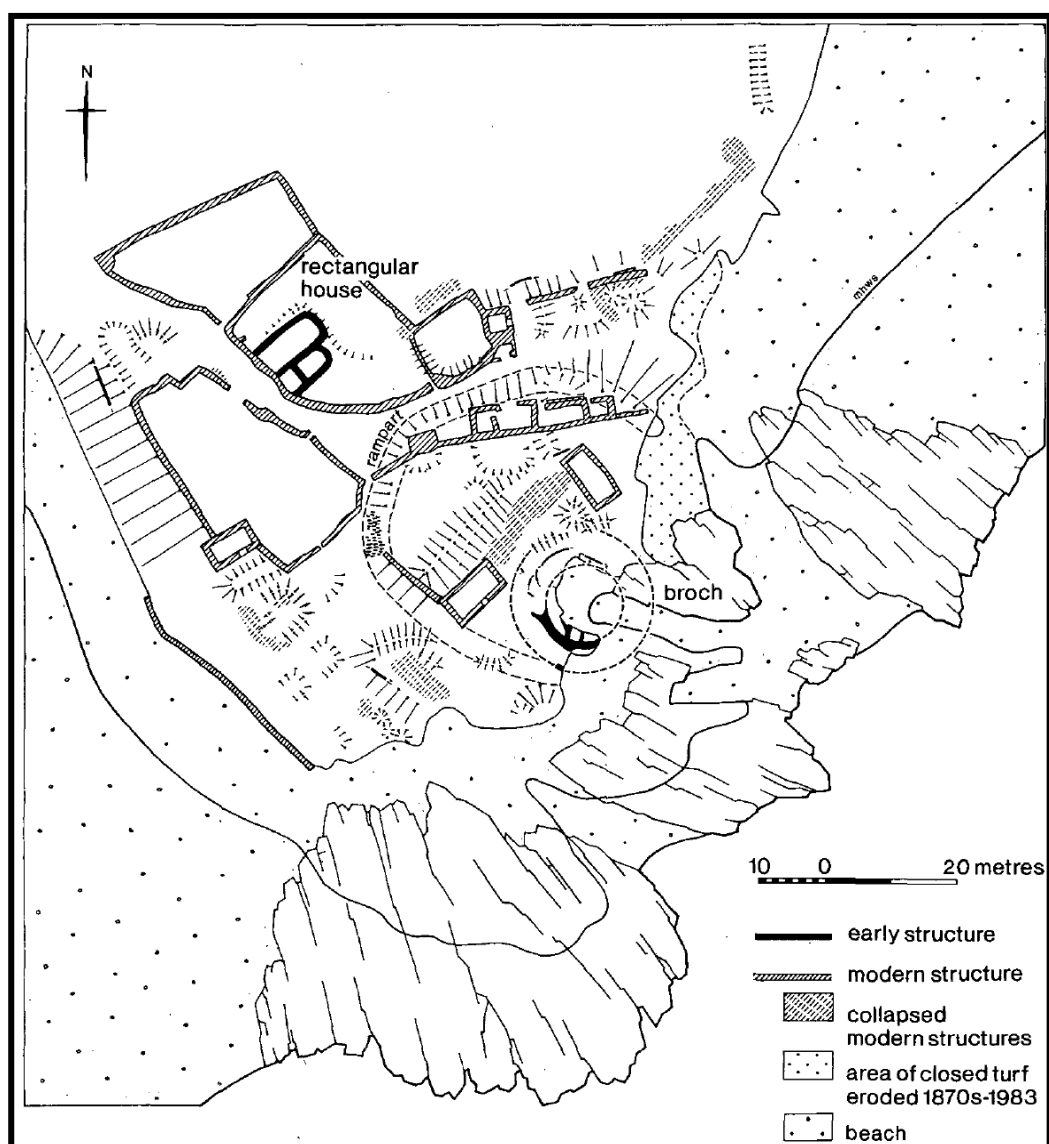 N
rectangular
house
mhws
rampart
broch
10 0 20 metres
early structure
modern structure
collapsed
modern structures
area of closed turf
eroded 1870s-1983
beach